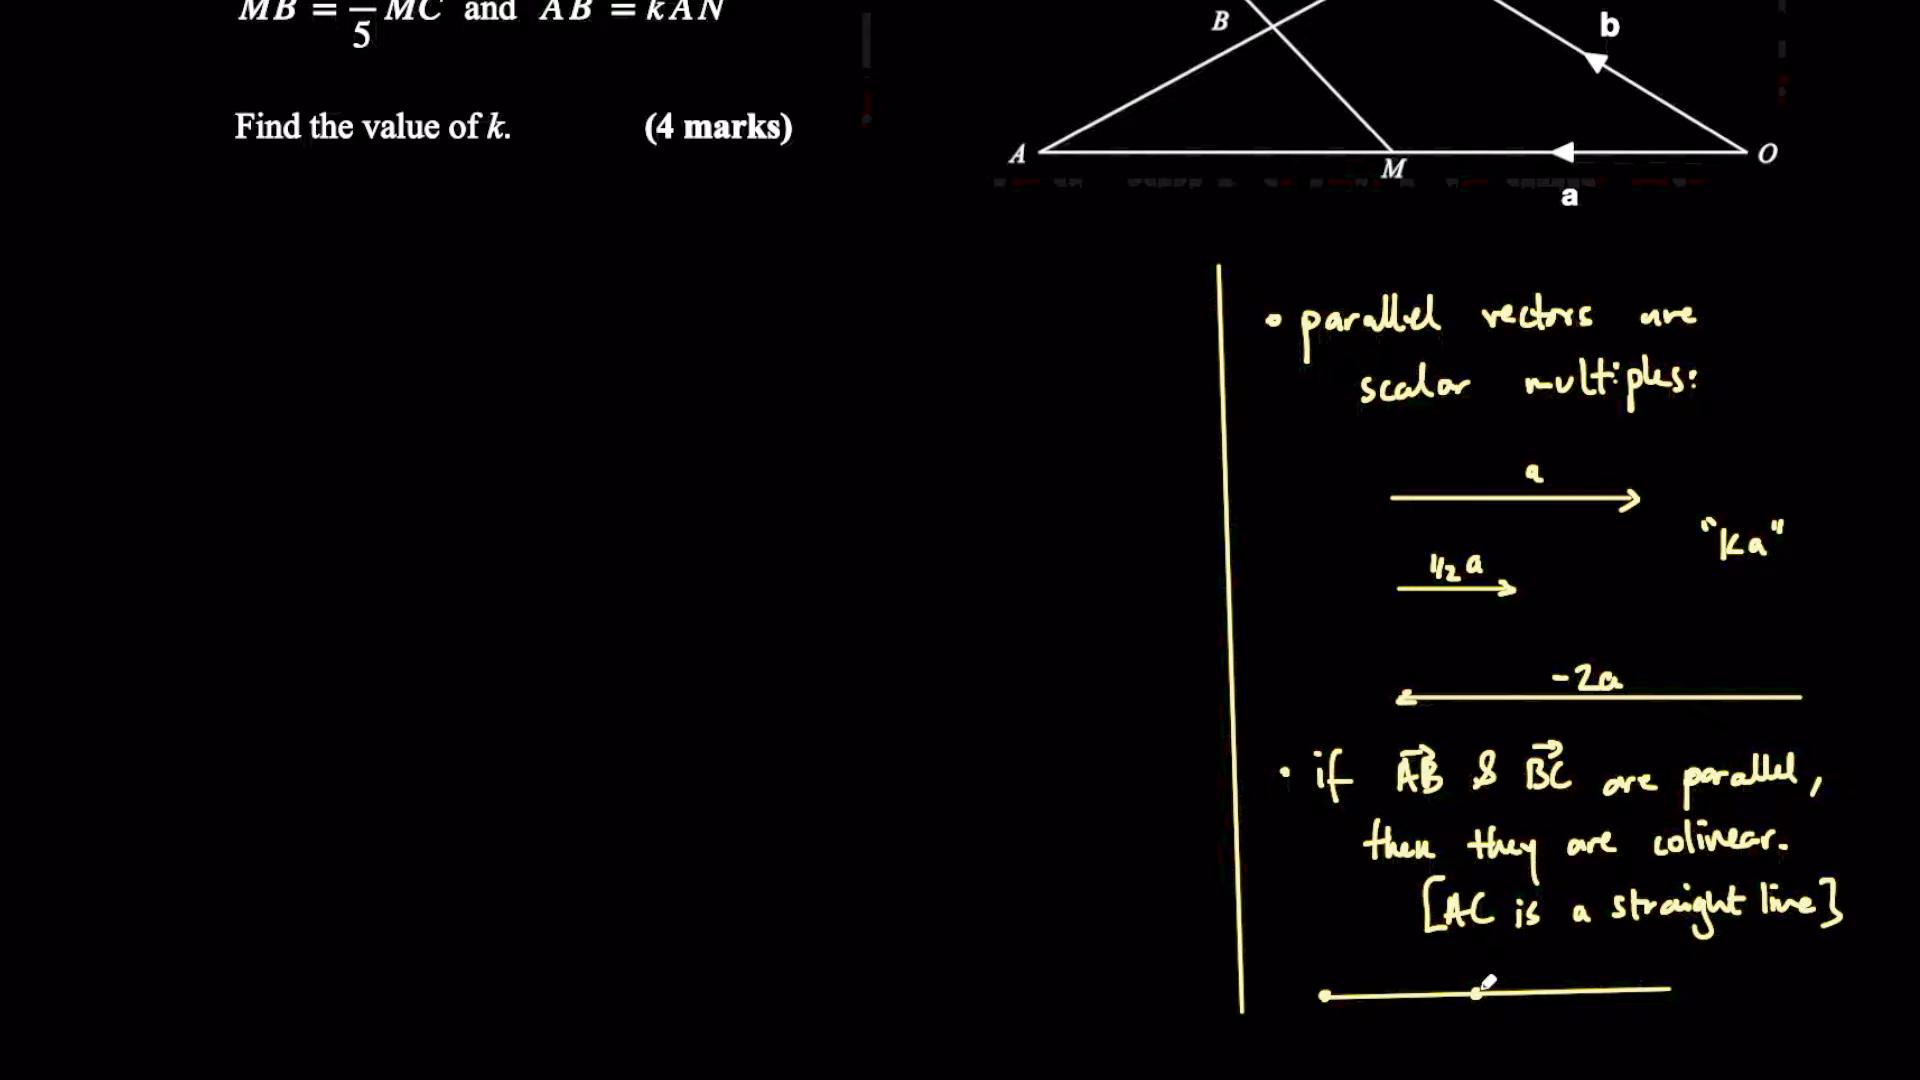 MB = — MC and AB = kAN
5
Find the value of k. (4 marks)
B
b
A
M
O
a
• parallel vectors are
scalar multiples:
a
"ka"
1/2 a
-2a
• if AB & BC are parallel,
then they are colinear.
[AC is a straight line]